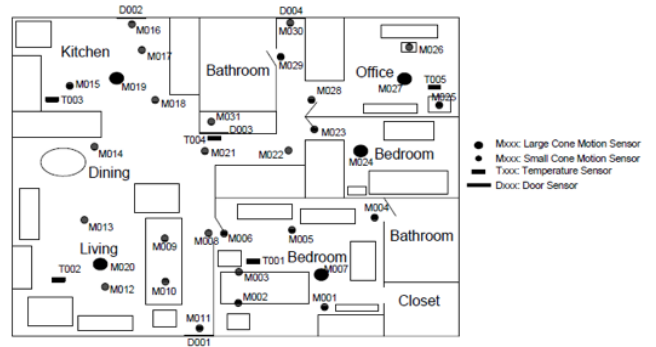 D002
D004
M016
M030
Kitchen
M017
M029
M026
Bathroom
Office
M015
M019
M027
T005
T003
M018
M028
M025
M031
T004
D003
M023
M014
M021
M022
M024
Bedroom
Dining
M013
M004
M009
M008
M006
M005
Bathroom
Living
T001
Bedroom
T002
M020
M003
M007
M012
M010
M002
M001
Closet
M011
D001
Mxxx: Large Cone Motion Sensor
Mxxx: Small Cone Motion Sensor
Txxx: Temperature Sensor
Dxxx: Door Sensor